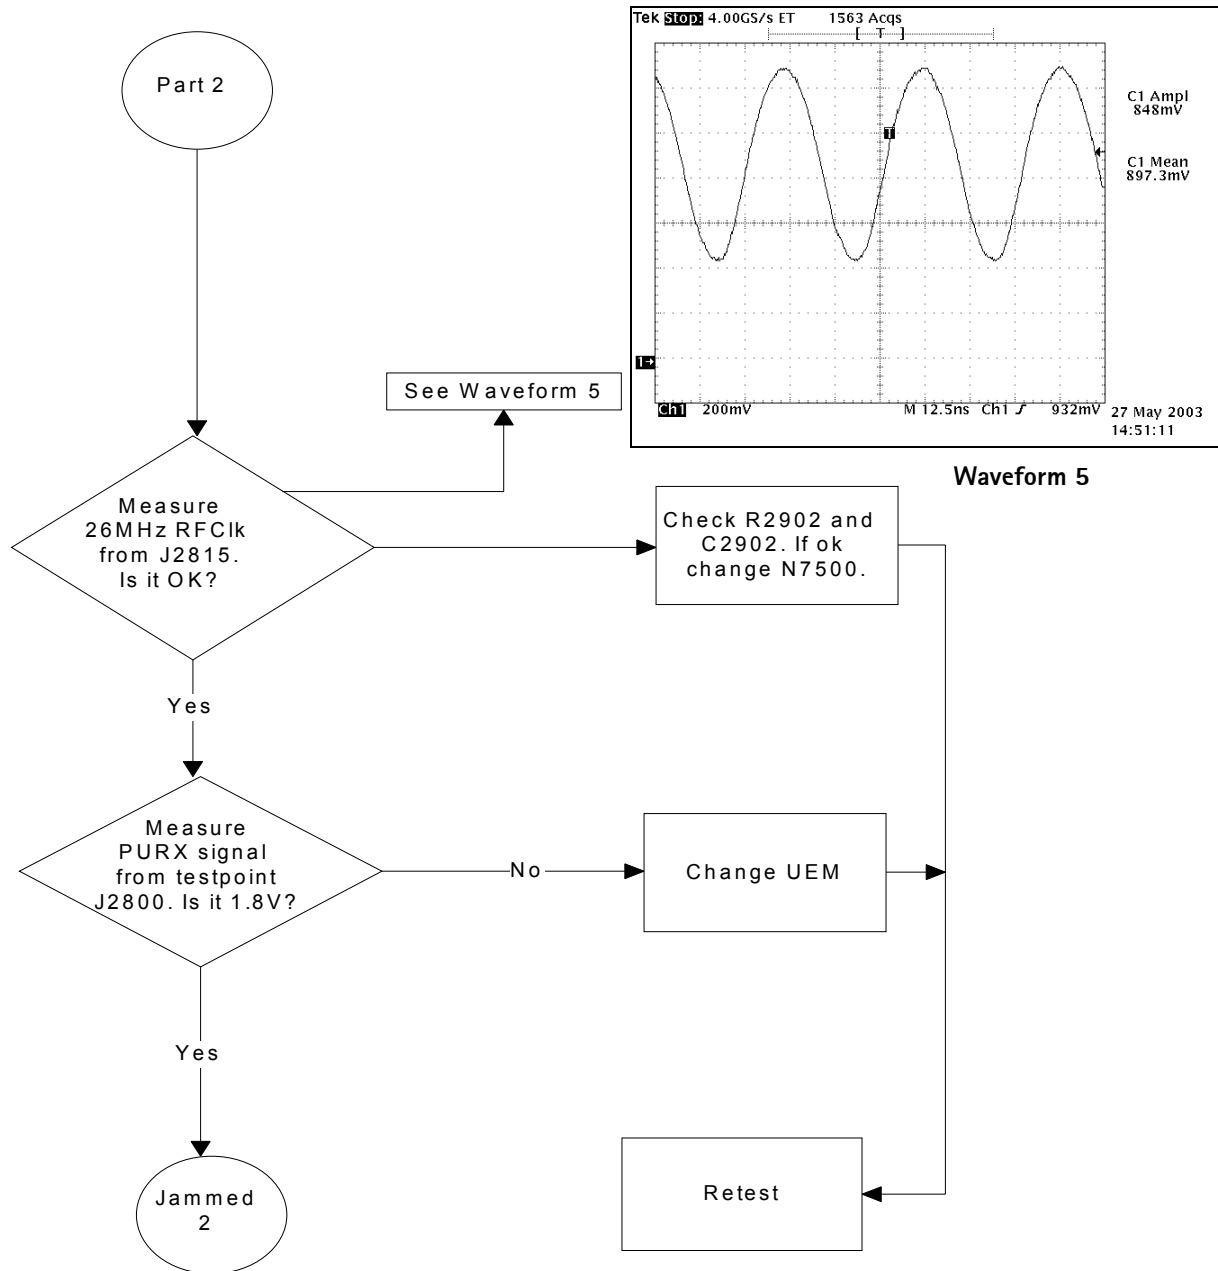 Part 2
Tek Stop: 4.00GS/s ET 1563 Acqs
[ T ]
C1 Ampl
848mV
C1 Mean
897.3mV
T
1→
Ch1 200mV M 12.5ns Ch1 ƒ 932mV
27 May 2003
14:51:11
Waveform 5
See Waveform 5
Measure
26MHz RFClk
from J2815.
Is it OK?
Check R2902 and
C2902. If ok
change N7500.
Yes
Measure
PURX signal
from testpoint
J2800. Is it 1.8V?
No
Change UEM
Yes
Jammed
2
Retest